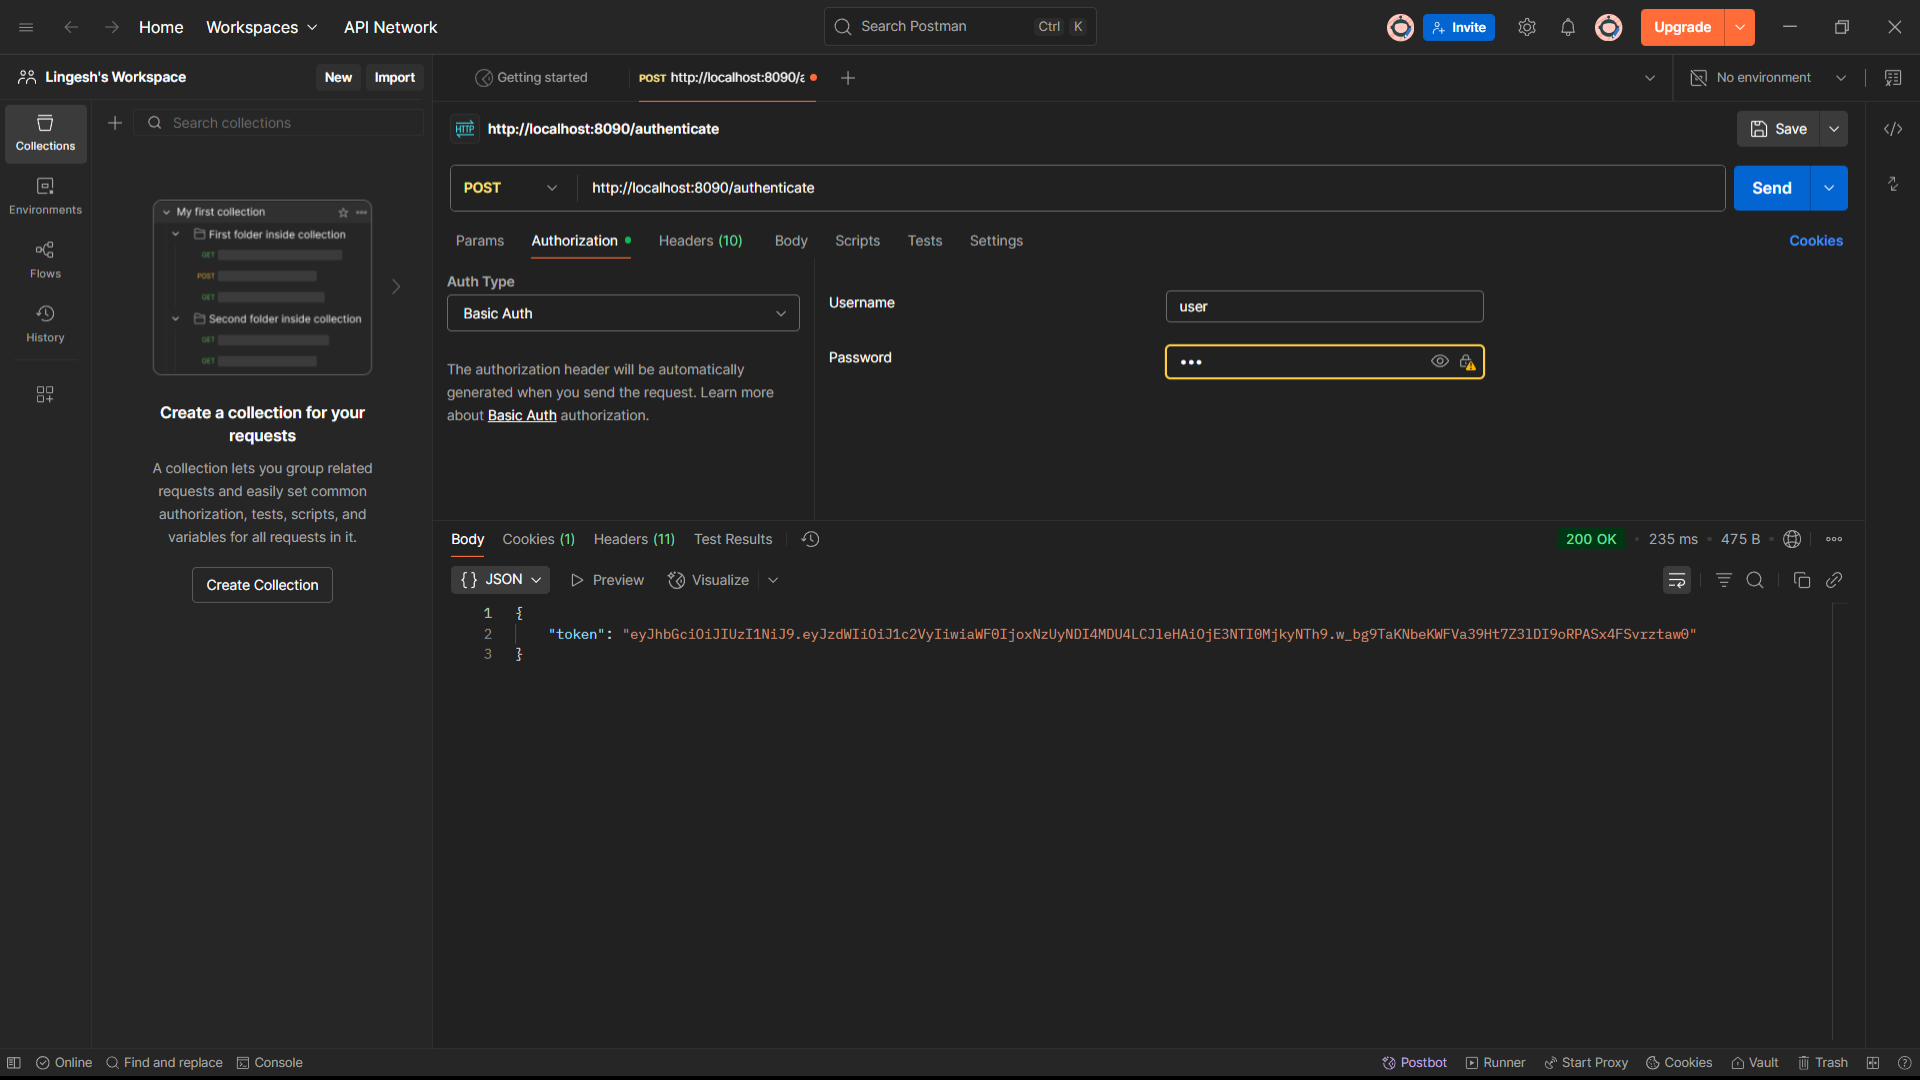 Home
Workspaces
API Network
Search Postman
Ctrl K
Invite
Upgrade
Lingesh's Workspace
New
Import
Getting started
POST http://localhost:8090/a
No environment
Collections
Environments
Flows
History
Search collections
My first collection
First folder inside collection
GET
POST
GET
Second folder inside collection
GET
GET
Create a collection for your
requests
A collection lets you group related
requests and easily set common
authorization, tests, scripts, and
variables for all requests in it.
Create Collection
HTTP
http://localhost:8090/authenticate
Save
POST
http://localhost:8090/authenticate
Send
Params
Authorization
Headers (10)
Body
Scripts
Tests
Settings
Cookies
Auth Type
Basic Auth
The authorization header will be automatically
generated when you send the request. Learn more
about Basic Auth authorization.
Username
user
Password
•••
Body
Cookies (1)
Headers (11)
Test Results
200 OK
235 ms
475 B
{} JSON
Preview
Visualize
1 {
2 "token": "eyJhbGciOiJIUzI1NiJ9.eyJzdWIiOiJ1c2VyIiwiaWF0IjoxNzUyNDI4MDU4LCJleHAiOjE3NTI0MjkyNTh9.w_bg9TaKNbeKWFVa39Ht7Z3lDI9oRPASx4FSvrztaw0"
3 }
Online
Find and replace
Console
Postbot
Runner
Start Proxy
Cookies
Vault
Trash